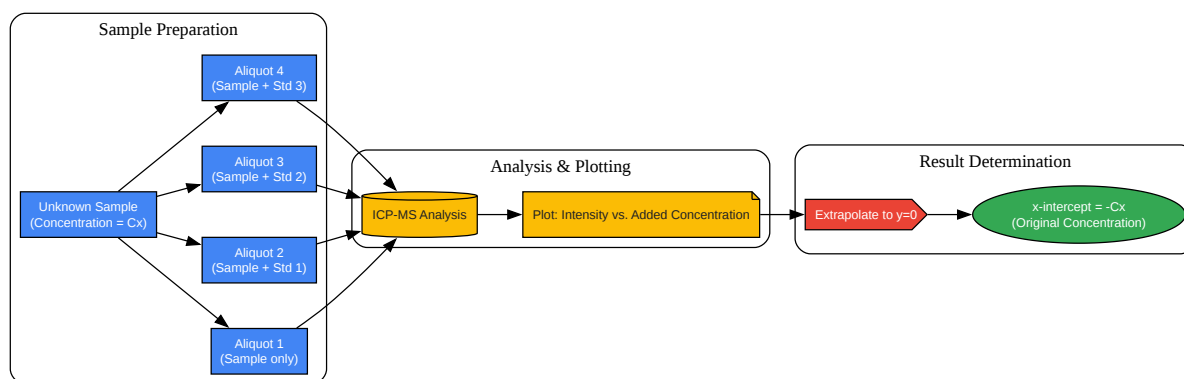 Sample Preparation
Aliquot 4
(Sample + Std 3)
Aliquot 3
(Sample + Std 2)
Unknown Sample
(Concentration = Cx)
Aliquot 2
(Sample + Std 1)
Aliquot 1
(Sample only)
Analysis & Plotting
ICP-MS Analysis
Plot: Intensity vs. Added Concentration
Result Determination
Extrapolate to y=0
x-intercept = -Cx
(Original Concentration)